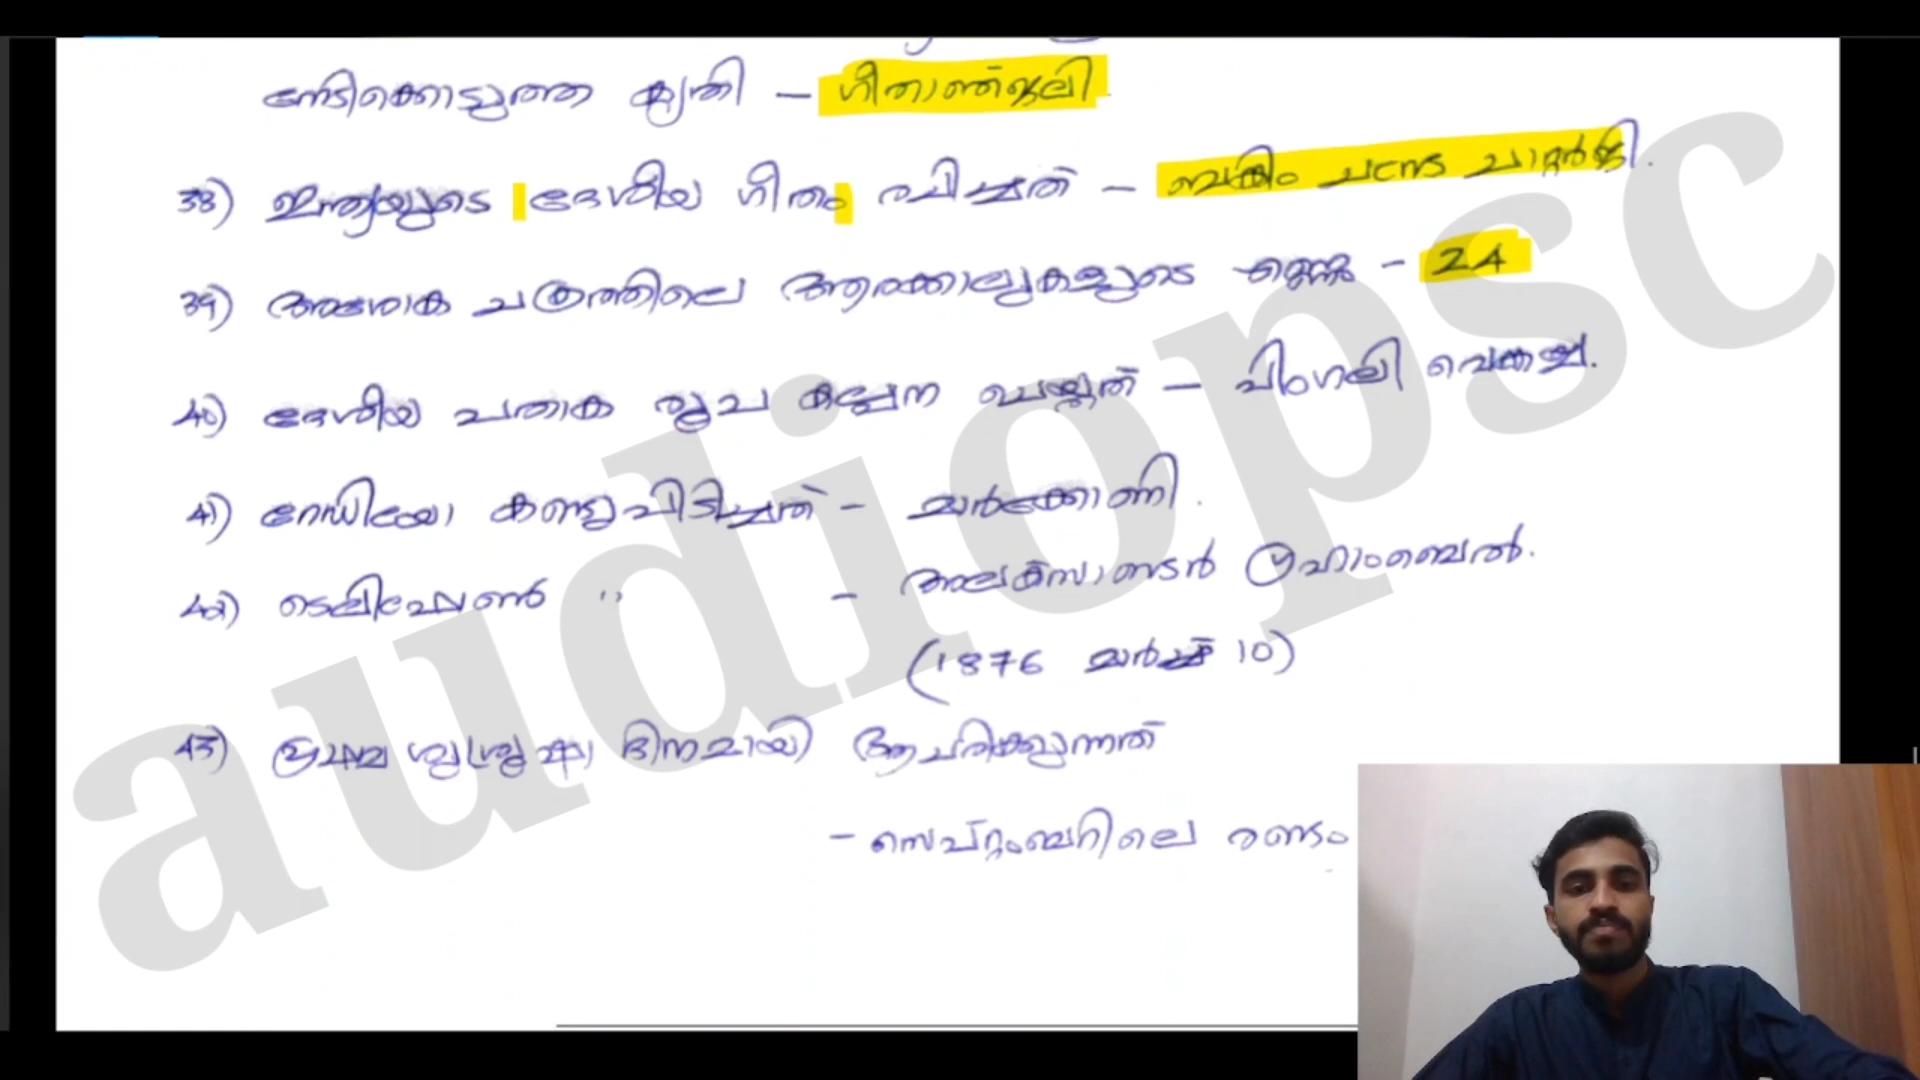 നേടിക്കൊടുത്ത കൃതി - ഗീതാഞ്ജലി.
38) ഇന്ത്യയുടെ ദേശീയ ഗീതം രചിച്ചത് - ബങ്കിം ചന്ദ്ര ചാറ്റർജി.
39) അശോക ചക്രത്തിലെ ആരക്കാലുകളുടെ എണ്ണം - 24
40) ദേശീയ പതാക രൂപ കല്പന ചെയ്തത് - പിംഗലി വെങ്കയ്യ.
41) റേഡിയോ കണ്ടുപിടിച്ചത് - മാർക്കോണി.
42) ടെലിഫോൺ " - അലക്സാണ്ടർ ഗ്രഹാംബെൽ.
(1876 മാർച്ച് 10)
43) പ്രഥമ ശുശ്രൂഷാ ദിനമായി ആചരിക്കുന്നത്
- സെപ്റ്റംബറിലെ രണ്ടാം
audiopsc